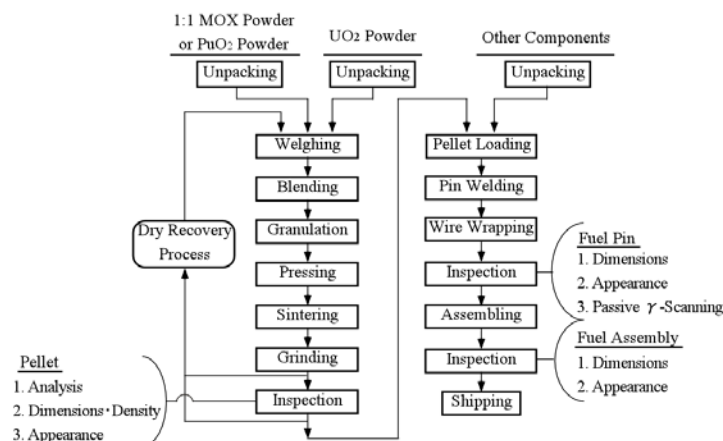 1:1 MOX Powder
or PuO2 Powder
Unpacking
UO2 Powder
Unpacking
Other Components
Unpacking
Welghing
Blending
Granulation
Pressing
Sintering
Grinding
Inspection
Dry Recovery
Process
Pellet
1. Analysis
2. Dimensions・Density
3. Appearance
Pellet Loading
Pin Welding
Wire Wrapping
Inspection
Assembling
Inspection
Shipping
Fuel Pin
1. Dimensions
2. Appearance
3. Passive γ-Scanning
Fuel Assembly
1. Dimensions
2. Appearance